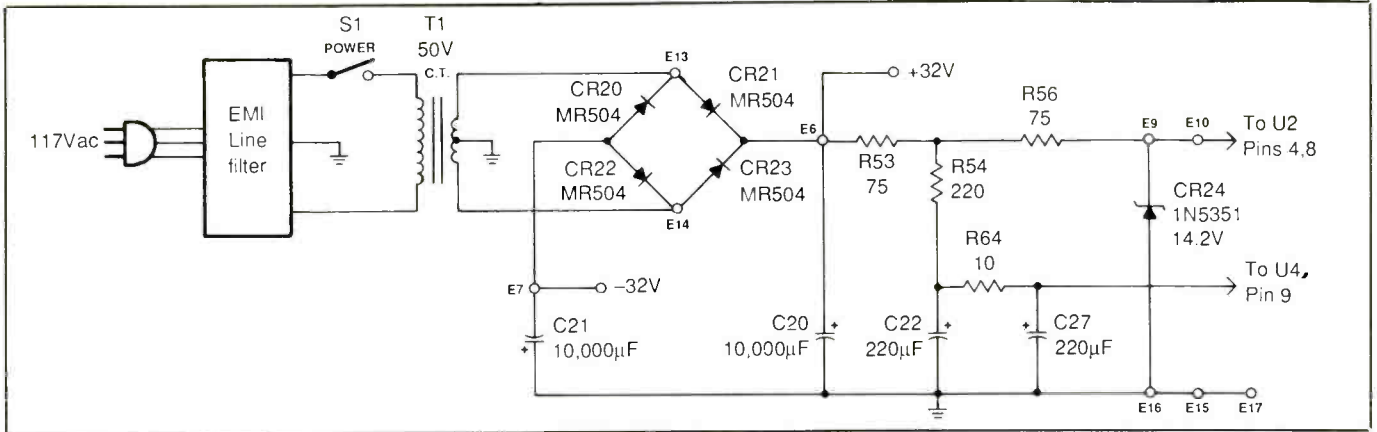 117Vac
EMI
Line
filter
S1
POWER
T1
50V
C.T.
E13
CR20
MR504
CR21
MR504
CR22
MR504
CR23
MR504
E14
E7
−32V
C21
10,000µF
+
E6
+32V
R53
75
R54
220
R56
75
R64
10
C20
10,000µF
+
C22
220µF
+
C27
220µF
+
E9
E10
To U2
Pins 4,8
CR24
1N5351
14.2V
To U4,
Pin 9
E16
E15
E17